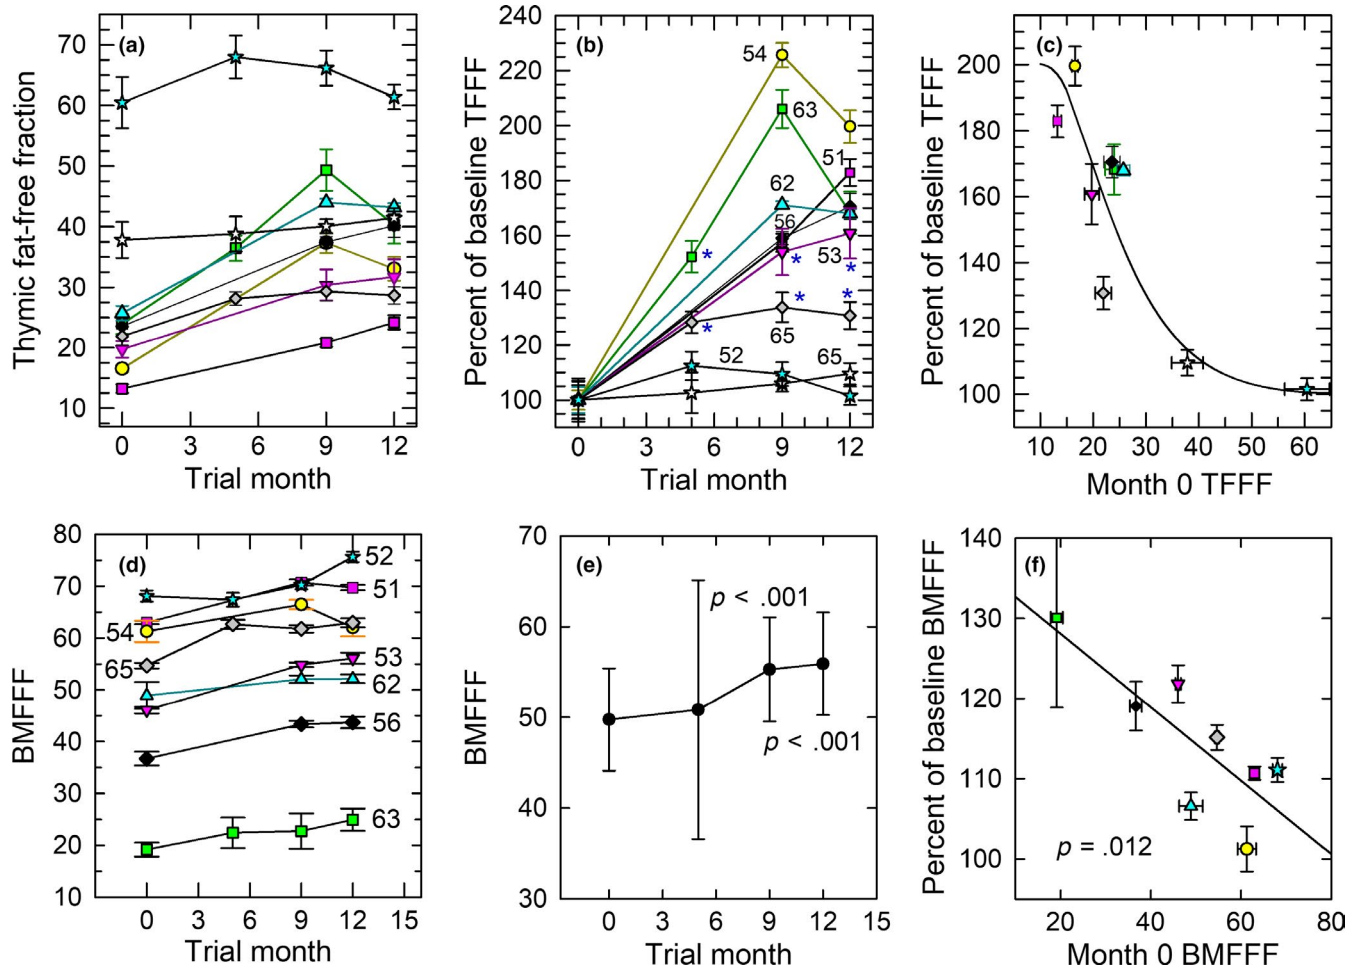 (a)
Thymic fat-free fraction
70
60
50
40
30
20
10
0 3 6 9 12
Trial month
(b)
Percent of baseline TFFF
240
220
200
180
160
140
120
100
54
63
51
62
56
53
*
*
*
*
*
*
65
52
65
0 3 6 9 12
Trial month
(c)
Percent of baseline TFFF
200
180
160
140
120
100
10 20 30 40 50 60
Month 0 TFFF
(d)
BMFFF
80
70
60
50
40
30
20
10
52
51
54
53
65
62
56
63
0 3 6 9 12 15
Trial month
(e)
BMFFF
70
60
50
40
30
p < .001
p < .001
0 3 6 9 12 15
Trial month
(f)
Percent of baseline BMFFF
140
130
120
110
100
p = .012
20 40 60 80
Month 0 BMFFF